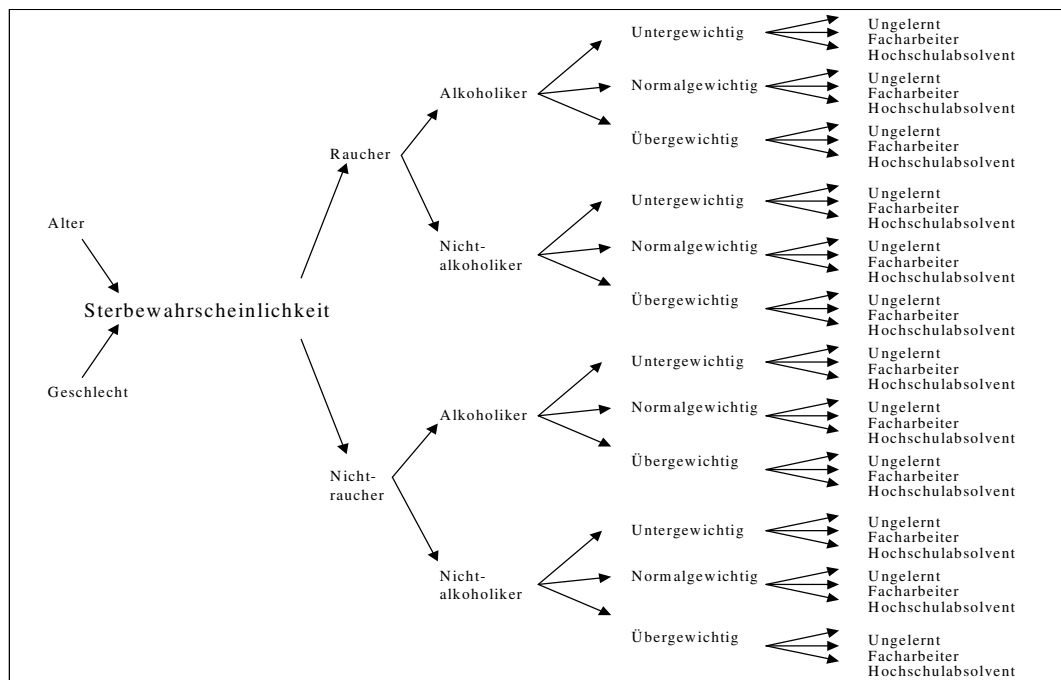 Untergewichtig
Ungelernt
Facharbeiter
Hochschulabsolvent
Alkoholiker
Normalgewichtig
Ungelernt
Facharbeiter
Hochschulabsolvent
Übergewichtig
Ungelernt
Facharbeiter
Hochschulabsolvent
Raucher
Untergewichtig
Ungelernt
Facharbeiter
Hochschulabsolvent
Nicht-
alkoholiker
Normalgewichtig
Ungelernt
Facharbeiter
Hochschulabsolvent
Übergewichtig
Ungelernt
Facharbeiter
Hochschulabsolvent
Alter
Sterbewahrscheinlichkeit
Geschlecht
Untergewichtig
Ungelernt
Facharbeiter
Hochschulabsolvent
Alkoholiker
Normalgewichtig
Ungelernt
Facharbeiter
Hochschulabsolvent
Übergewichtig
Ungelernt
Facharbeiter
Hochschulabsolvent
Nicht-
raucher
Untergewichtig
Ungelernt
Facharbeiter
Hochschulabsolvent
Nicht-
alkoholiker
Normalgewichtig
Ungelernt
Facharbeiter
Hochschulabsolvent
Übergewichtig
Ungelernt
Facharbeiter
Hochschulabsolvent